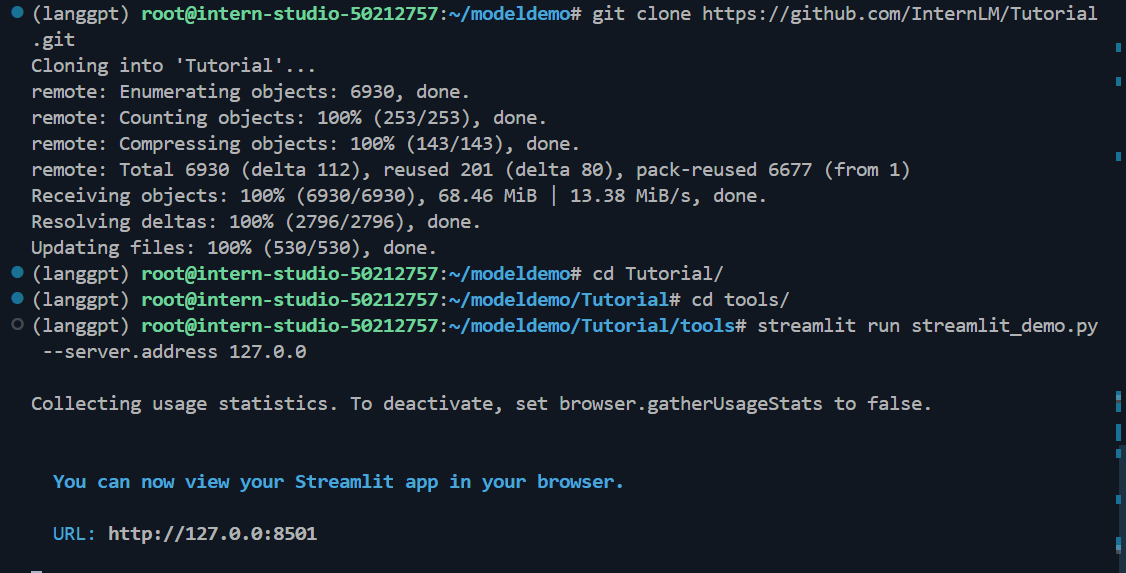 (langgpt) root@intern-studio-50212757:~/modeldemo# git clone https://github.com/InternLM/Tutorial
.git
Cloning into 'Tutorial'...
remote: Enumerating objects: 6930, done.
remote: Counting objects: 100% (253/253), done.
remote: Compressing objects: 100% (143/143), done.
remote: Total 6930 (delta 112), reused 201 (delta 80), pack-reused 6677 (from 1)
Receiving objects: 100% (6930/6930), 68.46 MiB | 13.38 MiB/s, done.
Resolving deltas: 100% (2796/2796), done.
Updating files: 100% (530/530), done.
(langgpt) root@intern-studio-50212757:~/modeldemo# cd Tutorial/
(langgpt) root@intern-studio-50212757:~/modeldemo/Tutorial# cd tools/
(langgpt) root@intern-studio-50212757:~/modeldemo/Tutorial/tools# streamlit run streamlit_demo.py
--server.address 127.0.0
Collecting usage statistics. To deactivate, set browser.gatherUsageStats to false.
You can now view your Streamlit app in your browser.
URL: http://127.0.0:8501